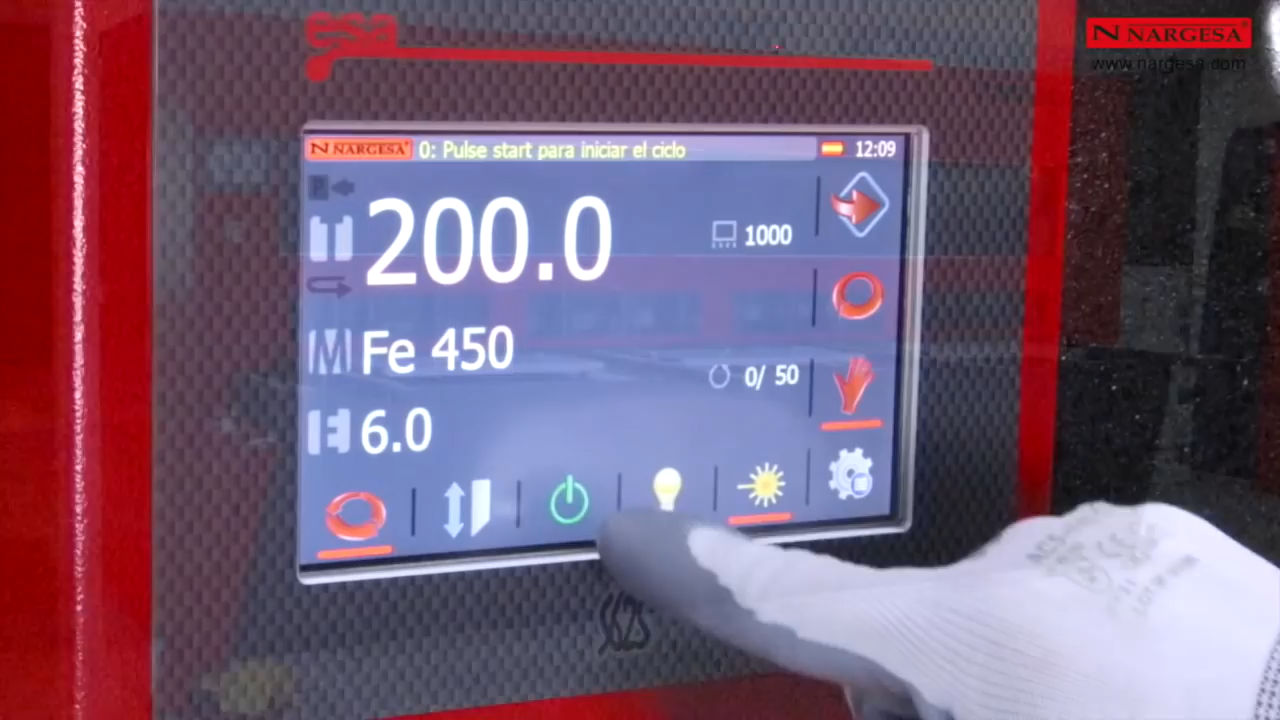 NARGESA
www.nargesa.com
esa
NARGESA 0: Pulse start para iniciar el ciclo 12:09
P
200.0
1000
Fe 450
0/ 50
6.0